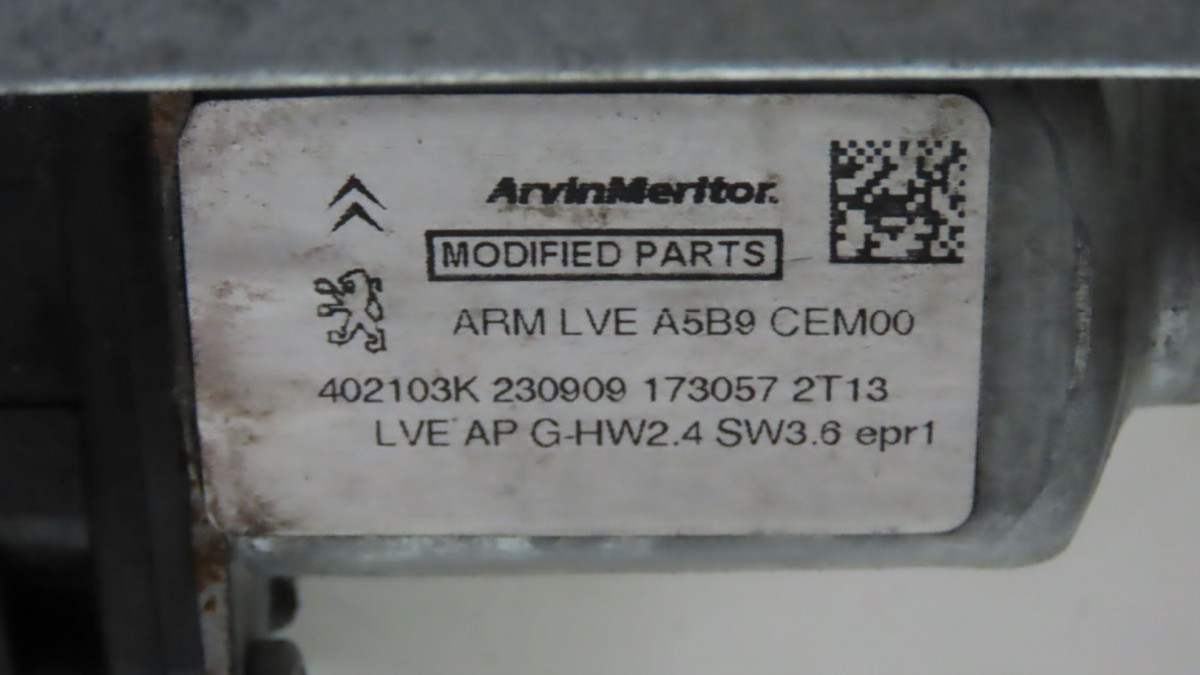 ArvinMeritor.
MODIFIED PARTS
ARM LVE A5B9 CEM00
402103K 230909 173057 2T13
LVE AP G-HW2.4 SW3.6 epr1